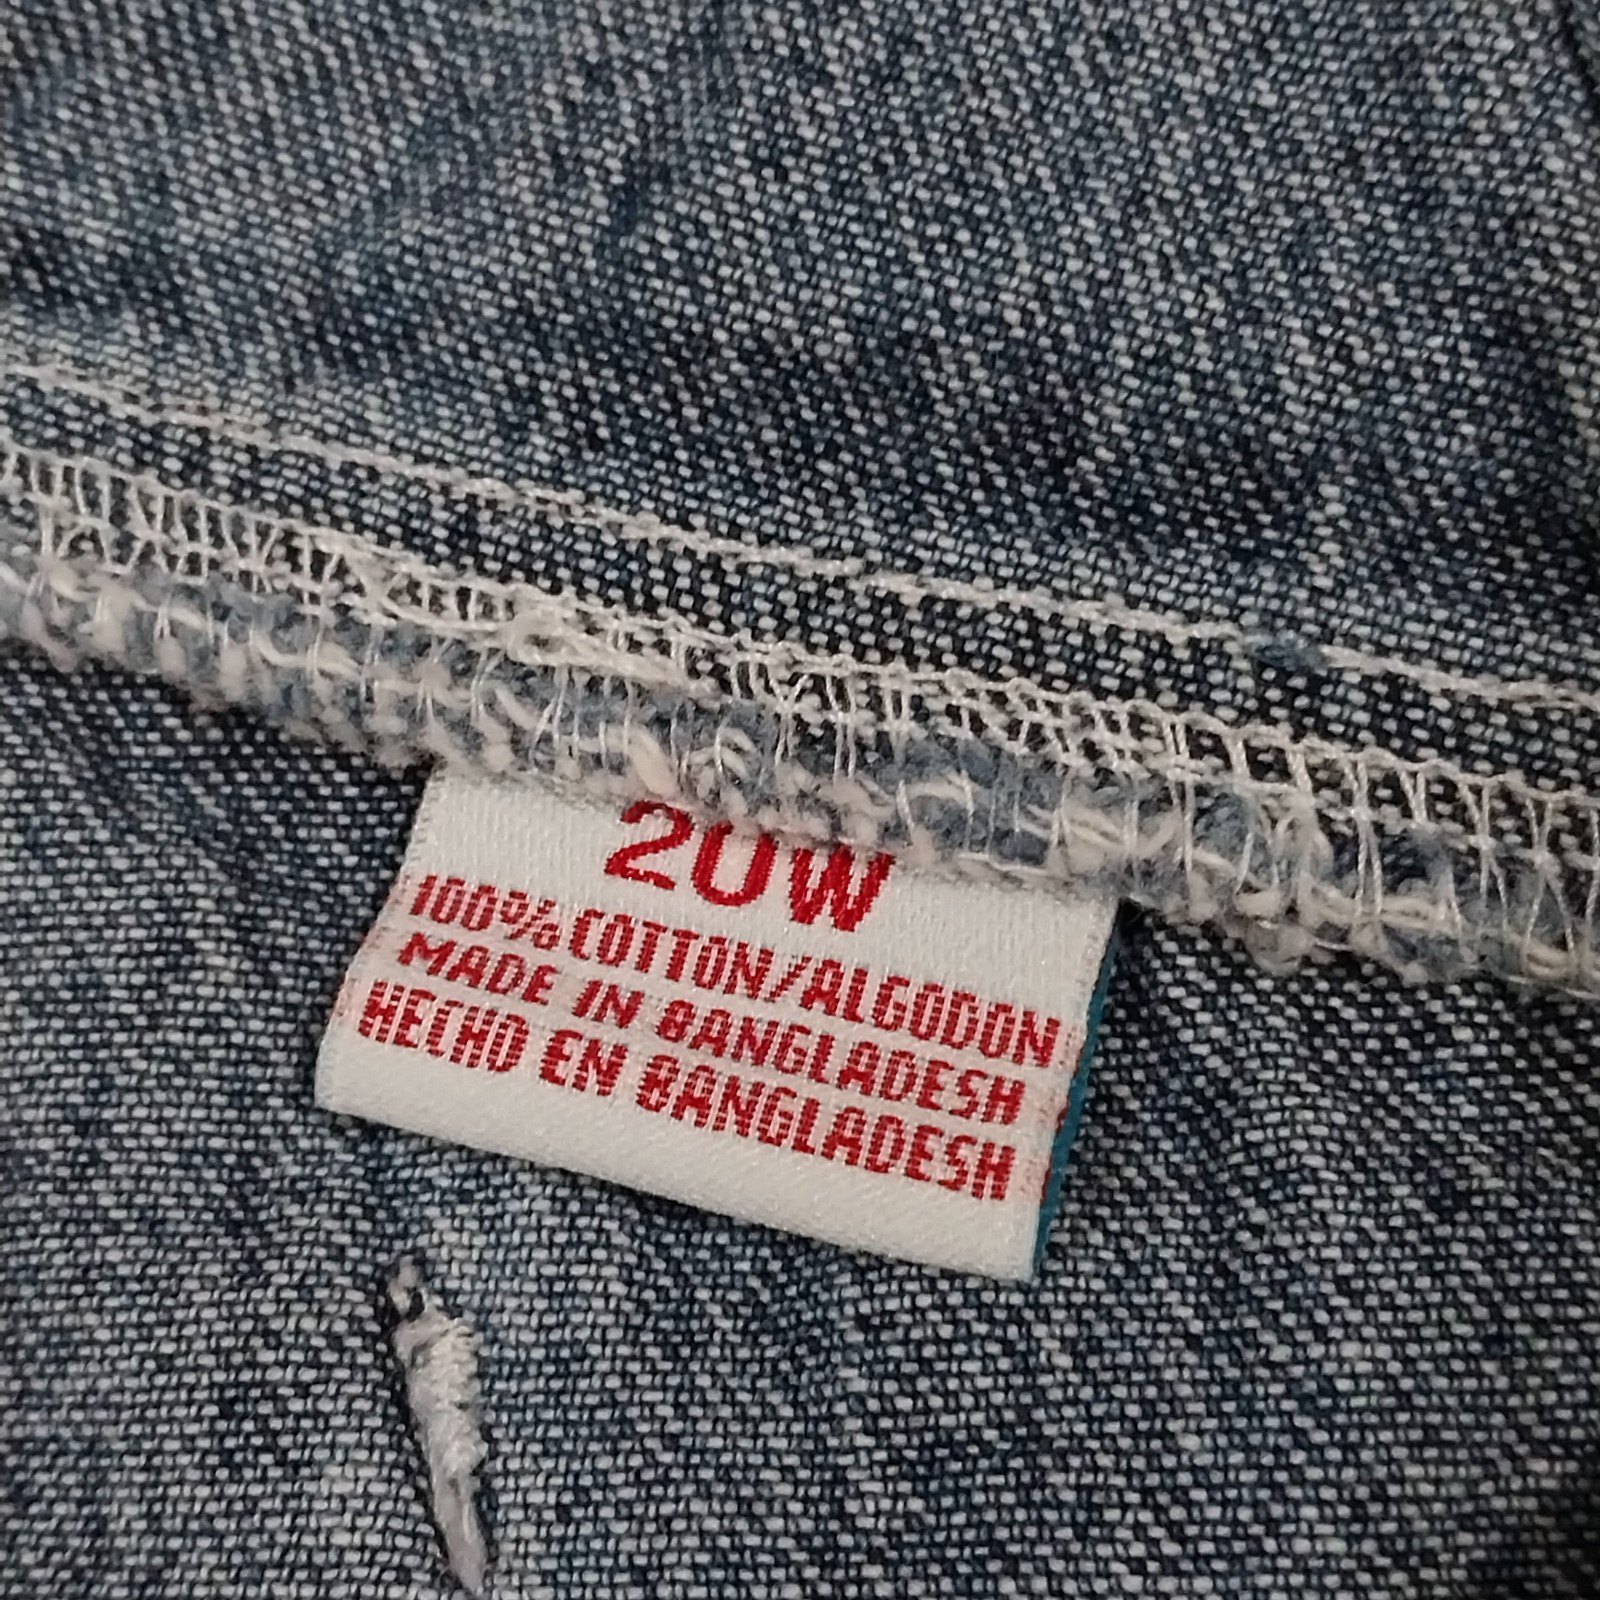 20W
100% COTTON/ALGODON
MADE IN BANGLADESH
HECHO EN BANGLADESH